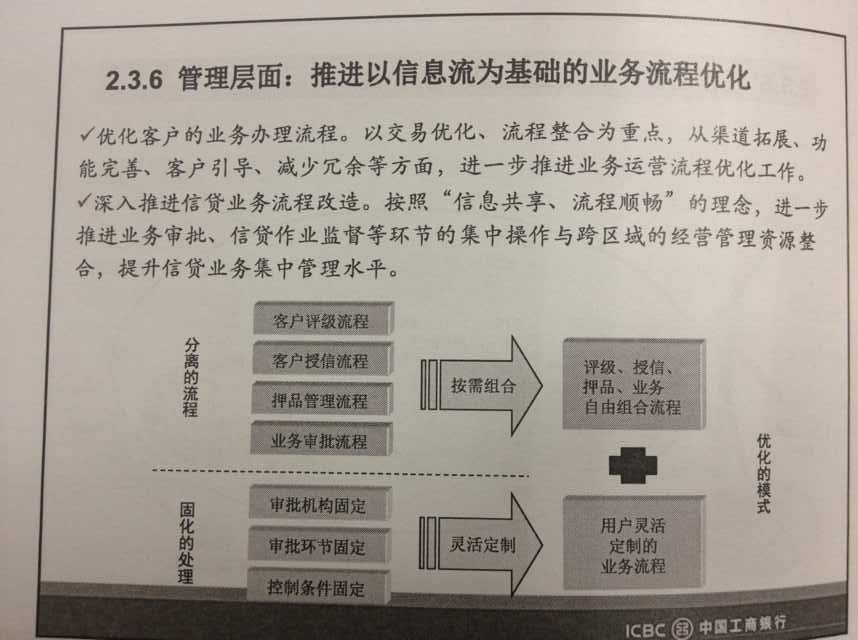 2.3.6 管理层面：推进以信息流为基础的业务流程优化
✓优化客户的业务办理流程。以交易优化、流程整合为重点，从渠道拓展、功
能完善、客户引导、减少冗余等方面，进一步推进业务运营流程优化工作。
✓深入推进信贷业务流程改造。按照“信息共享、流程顺畅”的理念，进一步
推进业务审批、信贷作业监督等环节的集中操作与跨区域的经营管理资源整
合，提升信贷业务集中管理水平。
分离的流程
客户评级流程
客户授信流程
押品管理流程
业务审批流程
按需组合
评级、授信、
押品、业务
自由组合流程
固化的处理
审批机构固定
审批环节固定
控制条件固定
灵活定制
用户灵活
定制的
业务流程
优化的模式
ICBC 中国工商银行